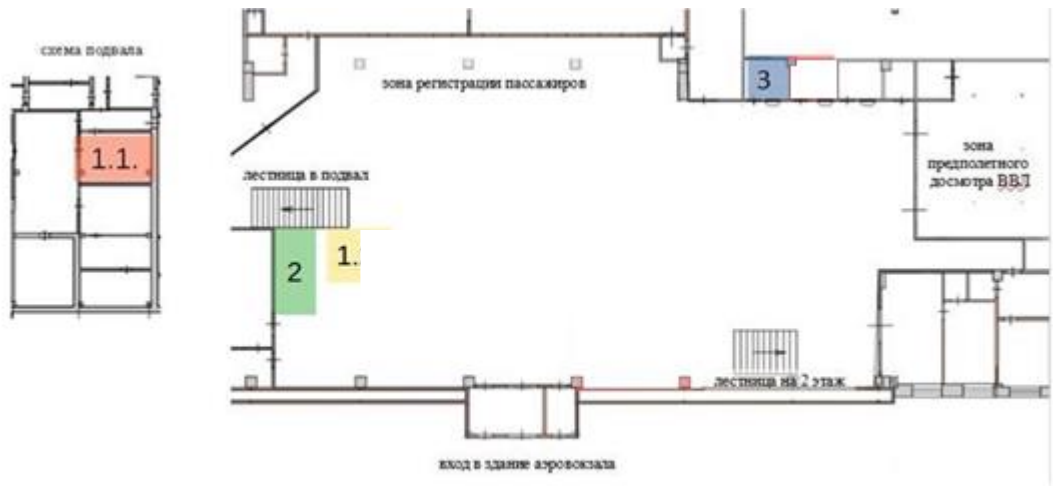 схема подвала
1.1.
зона регистрации пассажиров
3
зона
предполетного
досмотра ВВЛ
лестница в подвал
2
1.
лестница на 2 этаж
вход в здание аэровокзала